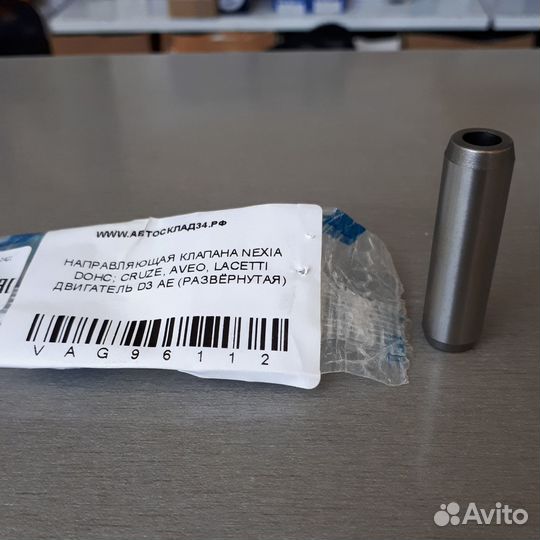 WWW.АВТОСКЛАД34.РФ
НАПРАВЛЯЮЩАЯ КЛАПАНА NEXIA
DOHC; CRUZE, AVEO, LACETTI
ДВИГАТЕЛЬ D3 AE (РАЗВЁРНУТАЯ)
VAG96112
Avito